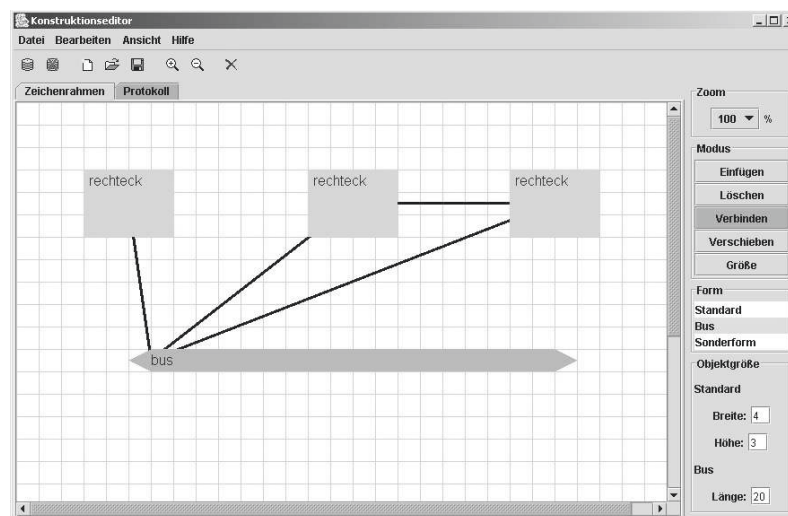 Konstruktionseditor
Datei Bearbeiten Ansicht Hilfe
Zeichenrahmen Protokoll
rechteck rechteck rechteck
bus
Zoom
100 %
Modus
Einfügen
Löschen
Verbinden
Verschieben
Größe
Form
Standard
Bus
Sonderform
Objektgröße
Standard
Breite: 4
Höhe: 3
Bus
Länge: 20